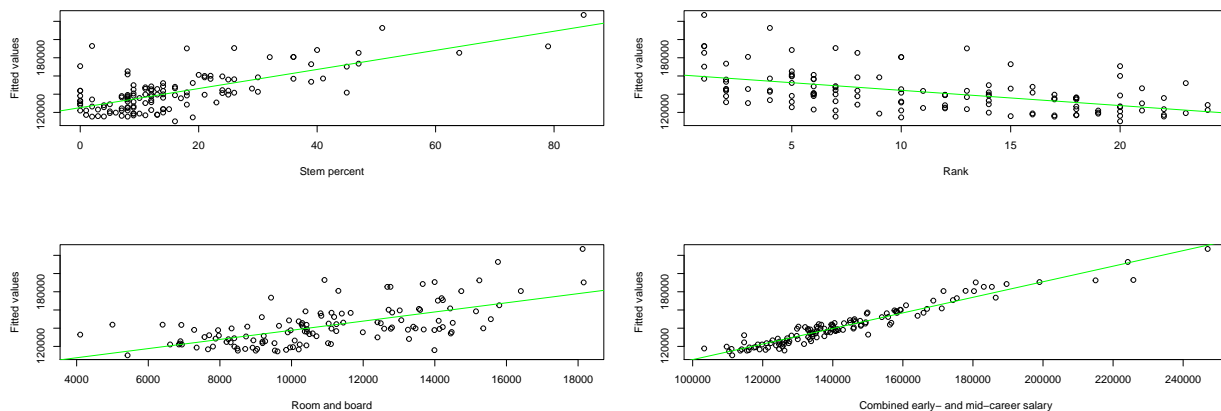 Fitted values
120000 180000
0 20 40 60 80
Stem percent
Fitted values
120000 180000
5 10 15 20
Rank
Fitted values
120000 180000
4000 6000 8000 10000 12000 14000 16000 18000
Room and board
Fitted values
120000 180000
100000 120000 140000 160000 180000 200000 220000 240000
Combined early− and mid−career salary